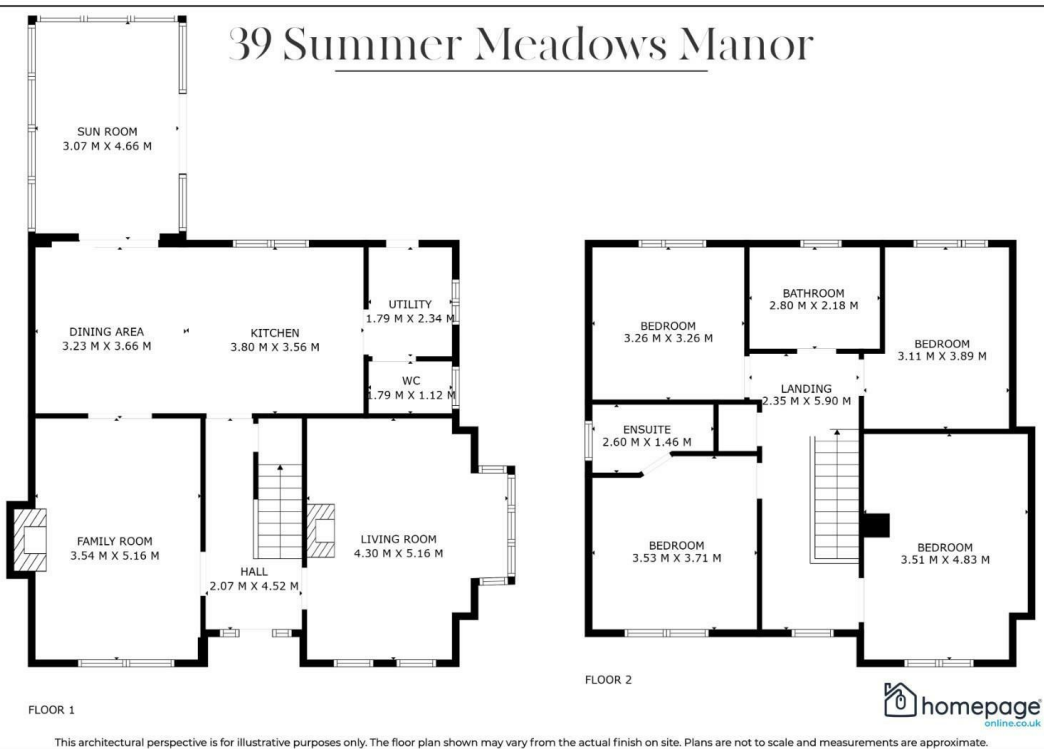 39 Summer Meadows Manor
SUN ROOM
3.07 M X 4.66 M
DINING AREA
3.23 M X 3.66 M
KITCHEN
3.80 M X 3.56 M
UTILITY
1.79 M X 2.34 M
WC
1.79 M X 1.12 M
FAMILY ROOM
3.54 M X 5.16 M
HALL
2.07 M X 4.52 M
LIVING ROOM
4.30 M X 5.16 M
FLOOR 1
BEDROOM
3.26 M X 3.26 M
BATHROOM
2.80 M X 2.18 M
BEDROOM
3.11 M X 3.89 M
LANDING
2.35 M X 5.90 M
ENSUITE
2.60 M X 1.46 M
BEDROOM
3.53 M X 3.71 M
BEDROOM
3.51 M X 4.83 M
FLOOR 2
homepage
online.co.uk
This architectural perspective is for illustrative purposes only. The floor plan shown may vary from the actual finish on site. Plans are not to scale and measurements are approximate.